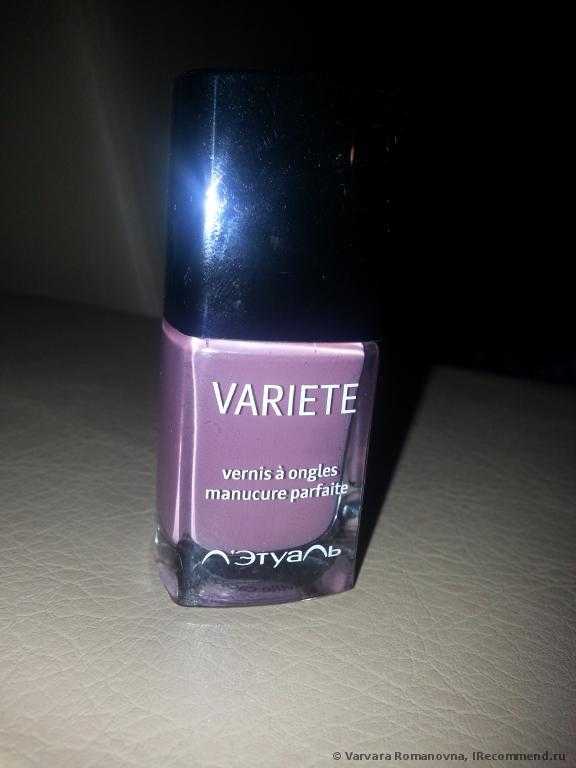 VARIETE
vernis à ongles
manucure parfaite
Л'Этуаль
© Varvara Romanovna, IRecommend.ru